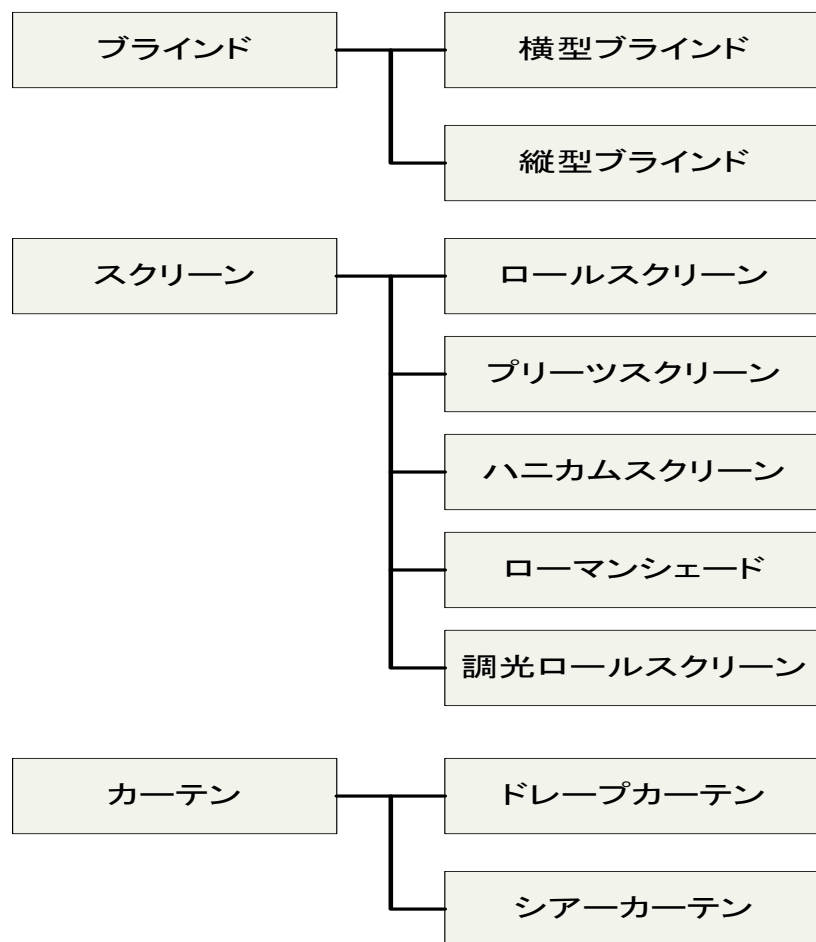 ブラインド
横型ブラインド
縦型ブラインド
スクリーン
ロールスクリーン
プリーツスクリーン
ハニカムスクリーン
ローマンシェード
調光ロールスクリーン
カーテン
ドレープカーテン
シアーカーテン